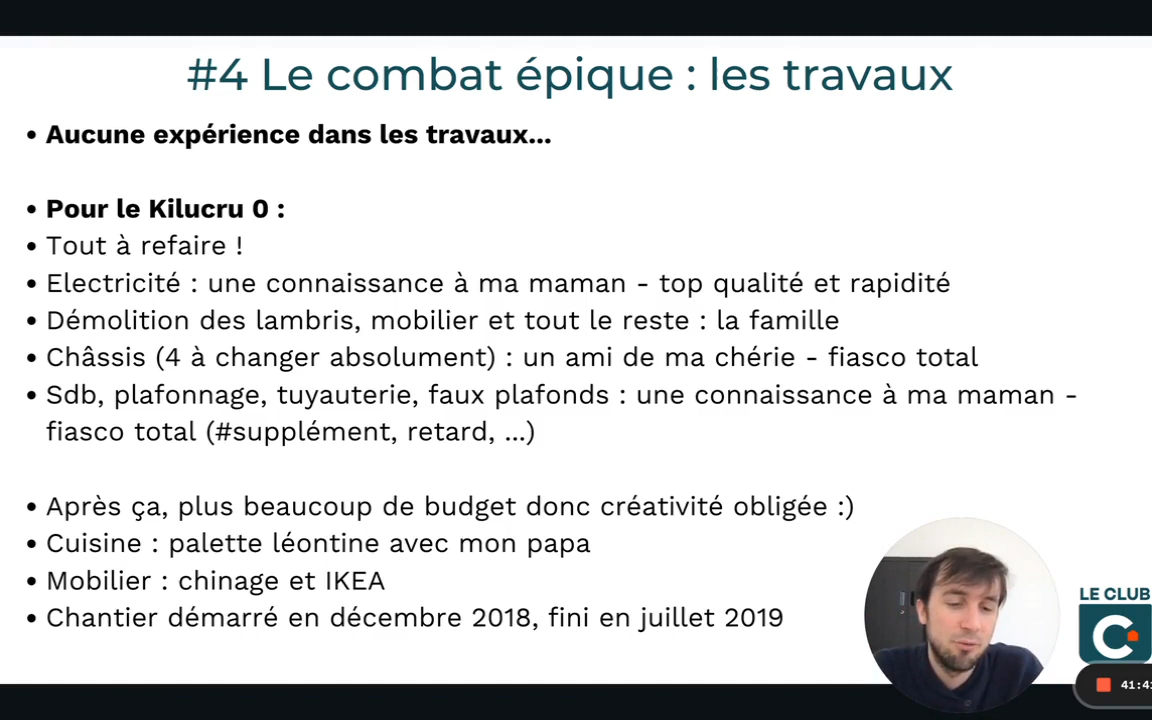 #4 Le combat épique : les travaux
• Aucune expérience dans les travaux...
• Pour le Kilucru 0 :
• Tout à refaire !
• Electricité : une connaissance à ma maman - top qualité et rapidité
• Démolition des lambris, mobilier et tout le reste : la famille
• Châssis (4 à changer absolument) : un ami de ma chérie - fiasco total
• Sdb, plafonnage, tuyauterie, faux plafonds : une connaissance à ma maman -
fiasco total (#supplément, retard, ...)
• Après ça, plus beaucoup de budget donc créativité obligée :)
• Cuisine : palette léontine avec mon papa
• Mobilier : chinage et IKEA
• Chantier démarré en décembre 2018, fini en juillet 2019
LE CLUB
C